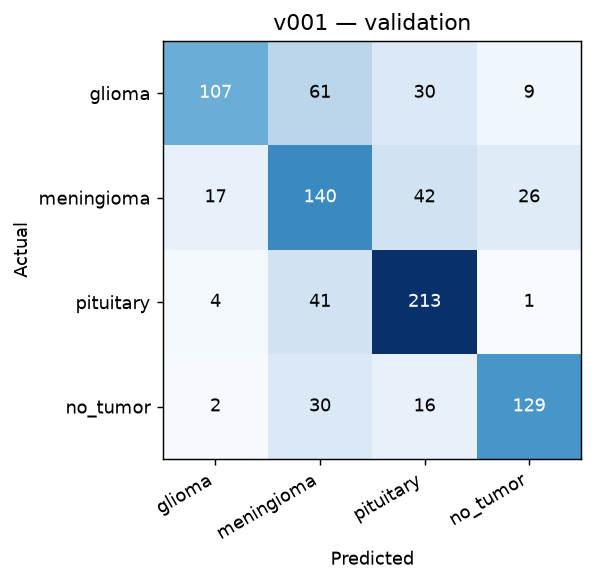 v001 — validation
Actual
glioma 107 61 30 9
meningioma 17 140 42 26
pituitary 4 41 213 1
no_tumor 2 30 16 129
glioma meningioma pituitary no_tumor
Predicted